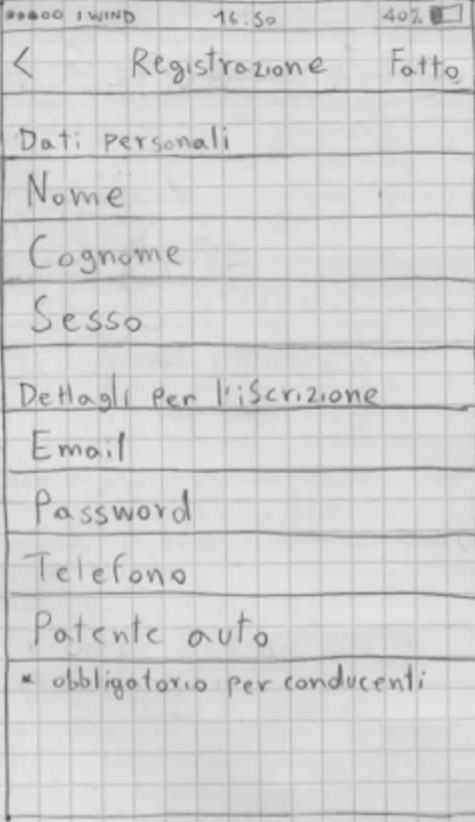 I WIND 16:50 40%
< Registrazione Fatto
Dati personali
Nome
Cognome
Sesso
Dettagli per l'iscrizione
Email
Password
Telefono
Patente auto
* obbligatorio per conducenti